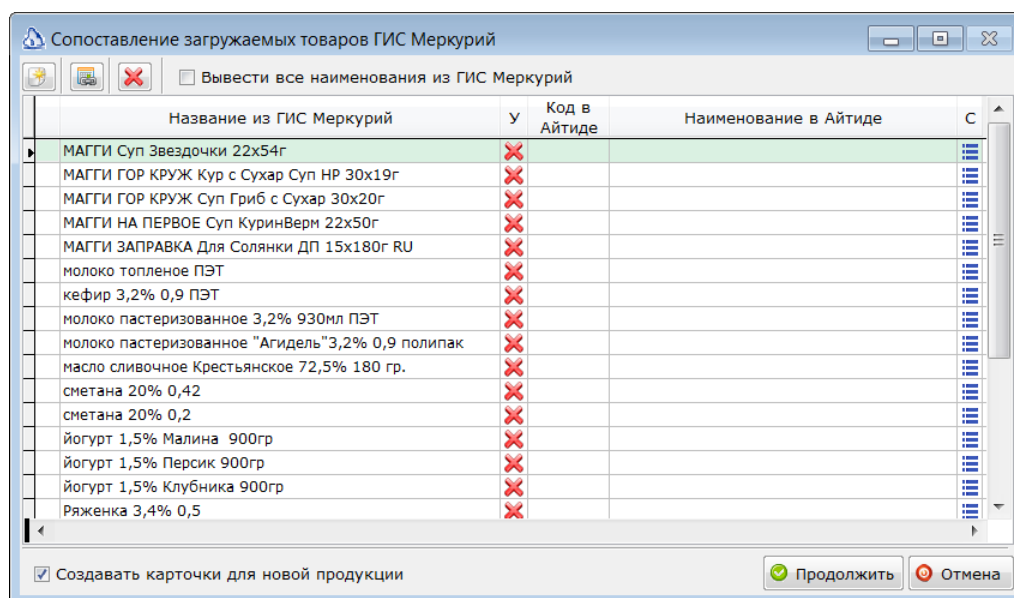 Сопоставление загружаемых товаров ГИС Меркурий
Вывести все наименования из ГИС Меркурий
Название из ГИС Меркурий У Код в Айтиде Наименование в Айтиде С
МАГГИ Суп Звездочки 22х54г
МАГГИ ГОР КРУЖ Кур с Сухар Суп НР 30х19г
МАГГИ ГОР КРУЖ Суп Гриб с Сухар 30х20г
МАГГИ НА ПЕРВОЕ Суп КуринВерм 22х50г
МАГГИ ЗАПРАВКА Для Солянки ДП 15х180г RU
молоко топленое ПЭТ
кефир 3,2% 0,9 ПЭТ
молоко пастеризованное 3,2% 930мл ПЭТ
молоко пастеризованное "Агидель"3,2% 0,9 полипак
масло сливочное Крестьянское 72,5% 180 гр.
сметана 20% 0,42
сметана 20% 0,2
йогурт 1,5% Малина  900гр
йогурт 1,5% Персик 900гр
йогурт 1,5% Клубника 900гр
Ряженка 3,4% 0,5
Создавать карточки для новой продукции
Продолжить Отмена